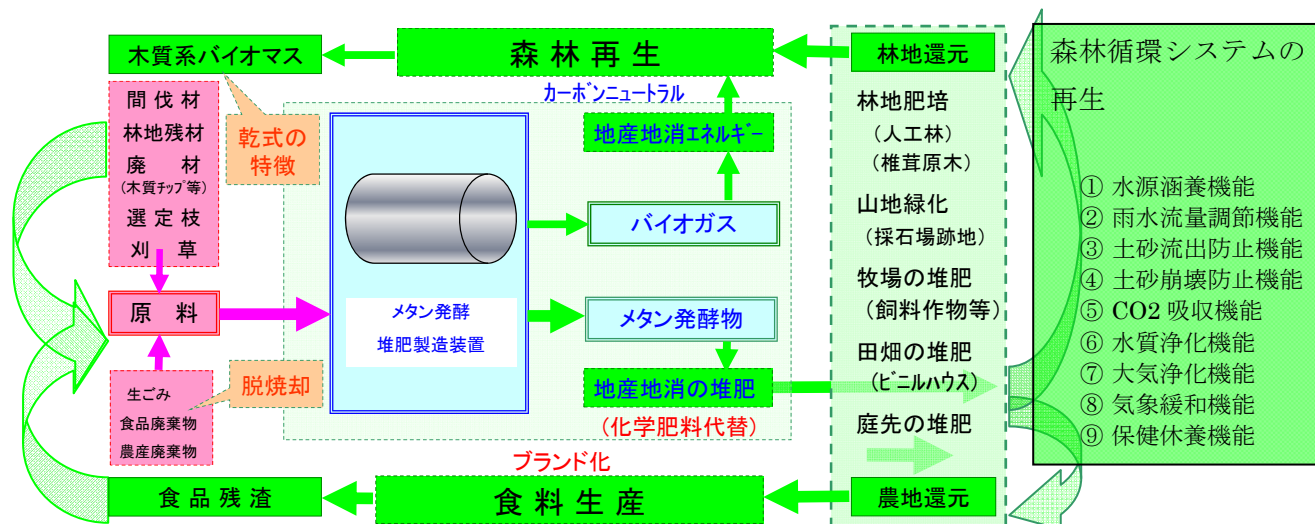 木質系バイオマス
間伐材
林地残材
廃材
(木質チップ等)
選定枝
刈草
乾式の
特徴
原料
生ごみ
食品廃棄物
農産廃棄物
脱焼却
食品残渣
森林再生
カーボンニュートラル
地産地消エネルギー
メタン発酵
堆肥製造装置
バイオガス
メタン発酵物
地産地消の堆肥
(化学肥料代替)
ブランド化
食料生産
林地還元
林地肥培
(人工林)
(椎茸原木)
山地緑化
(採石場跡地)
牧場の堆肥
(飼料作物等)
田畑の堆肥
(ビニルハウス)
庭先の堆肥
農地還元
森林循環システムの
再生
① 水源涵養機能
② 雨水流量調節機能
③ 土砂流出防止機能
④ 土砂崩壊防止機能
⑤ CO2 吸収機能
⑥ 水質浄化機能
⑦ 大気浄化機能
⑧ 気象緩和機能
⑨ 保健休養機能